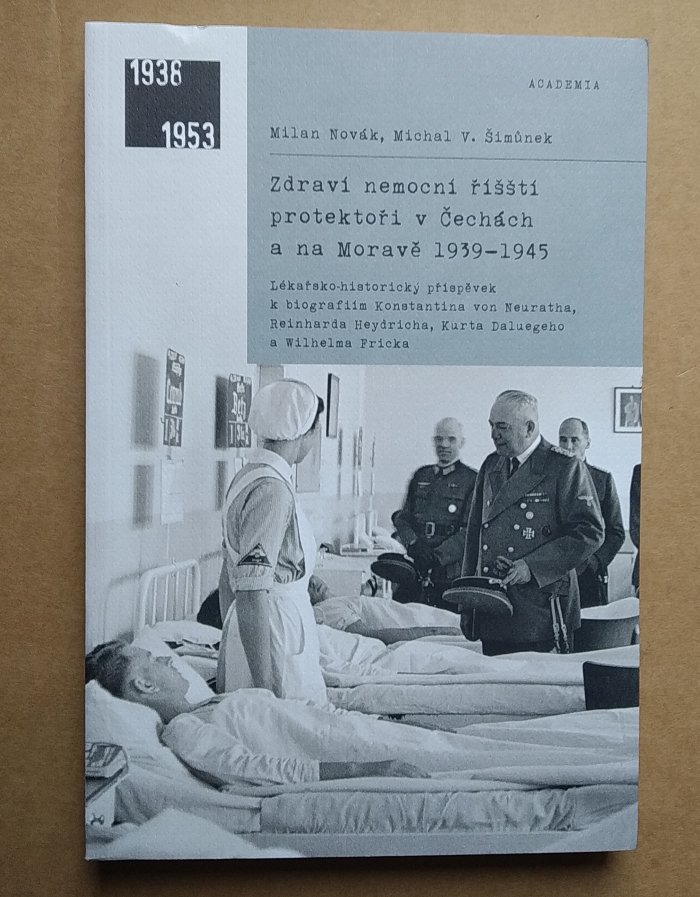 1938
1953
ACADEMIA
Milan Novák, Michal V. Šimůnek
Zdraví nemocní říšští
protektoři v Čechách
a na Moravě 1939–1945
Lékařsko-historický příspěvek
k biografiím Konstantina von Neuratha,
Reinharda Heydricha, Kurta Daluegeho
a Wilhelma Fricka